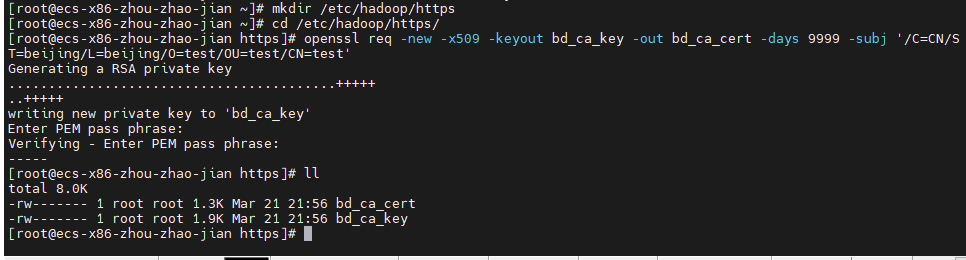 [root@ecs-x86-zhou-zhao-jian ~]# mkdir /etc/hadoop/https
[root@ecs-x86-zhou-zhao-jian ~]# cd /etc/hadoop/https/
[root@ecs-x86-zhou-zhao-jian https]# openssl req -new -x509 -keyout bd_ca_key -out bd_ca_cert -days 9999 -subj '/C=CN/S
T=beijing/L=beijing/O=test/OU=test/CN=test'
Generating a RSA private key
.........................................+++++
..+++++
writing new private key to 'bd_ca_key'
Enter PEM pass phrase:
Verifying - Enter PEM pass phrase:
-----
[root@ecs-x86-zhou-zhao-jian https]# ll
total 8.0K
-rw------- 1 root root 1.3K Mar 21 21:56 bd_ca_cert
-rw------- 1 root root 1.9K Mar 21 21:56 bd_ca_key
[root@ecs-x86-zhou-zhao-jian https]#